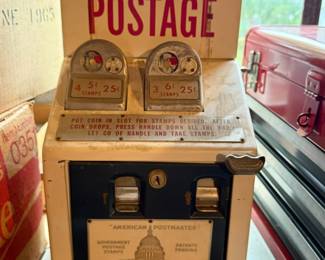 POSTAGE
NE 1965
4 5¢ 25¢
STAMPS
3 6¢ 25¢
STAMPS
PUT COIN IN SLOT FOR STAMPS DESIRED. AFTER
COIN DROPS, PRESS HANDLE DOWN ALL THE WAY
LET GO OF HANDLE AND TAKE STAMPS.
"AMERICAN POSTMASTER"
GOVERNMENT
POSTAGE
STAMPS
PATENTS
PENDING